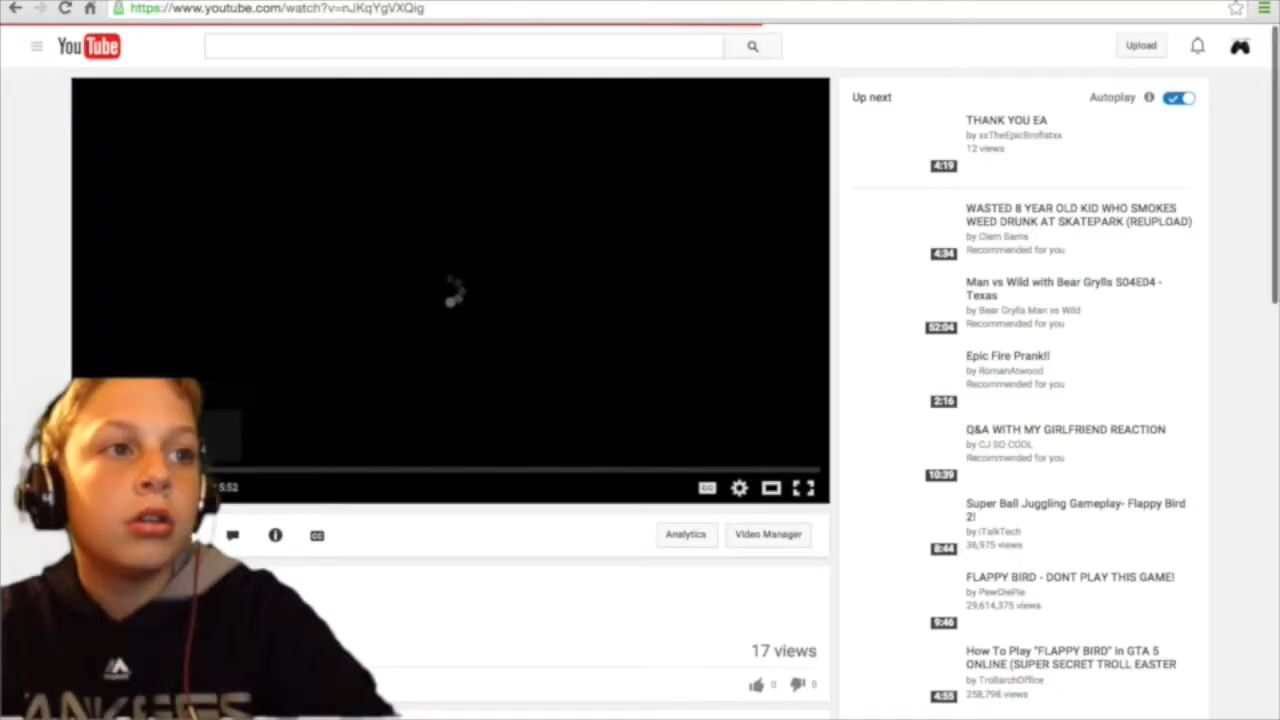 https://www.youtube.com/watch?v=nJKqYgVXQig
YouTube
Upload
Up next
Autoplay
THANK YOU EA
by xxTheEpicBrofistxx
12 views
4:19
WASTED 8 YEAR OLD KID WHO SMOKES
WEED DRUNK AT SKATEPARK (REUPLOAD)
by Clem Sams
Recommended for you
4:34
Man vs Wild with Bear Grylls S04E04 -
Texas
by Bear Grylls Man vs Wild
Recommended for you
52:04
Epic Fire Prank!!
by RomanAtwood
Recommended for you
2:16
Q&A WITH MY GIRLFRIEND REACTION
by CJ SO COOL
Recommended for you
10:39
Super Ball Juggling Gameplay- Flappy Bird
2!
by iTalkTech
36,975 views
8:44
FLAPPY BIRD - DONT PLAY THIS GAME!
by PewDiePie
29,614,375 views
9:46
How To Play "FLAPPY BIRD" in GTA 5
ONLINE (SUPER SECRET TROLL EASTER
by TrollarchOffice
258,798 views
4:55
5:52
CC
CC
Analytics
Video Manager
17 views
0
0